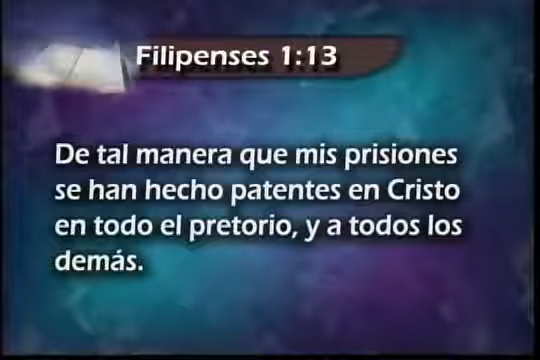 Filipenses 1:13
De tal manera que mis prisiones
se han hecho patentes en Cristo
en todo el pretorio, y a todos los
demás.